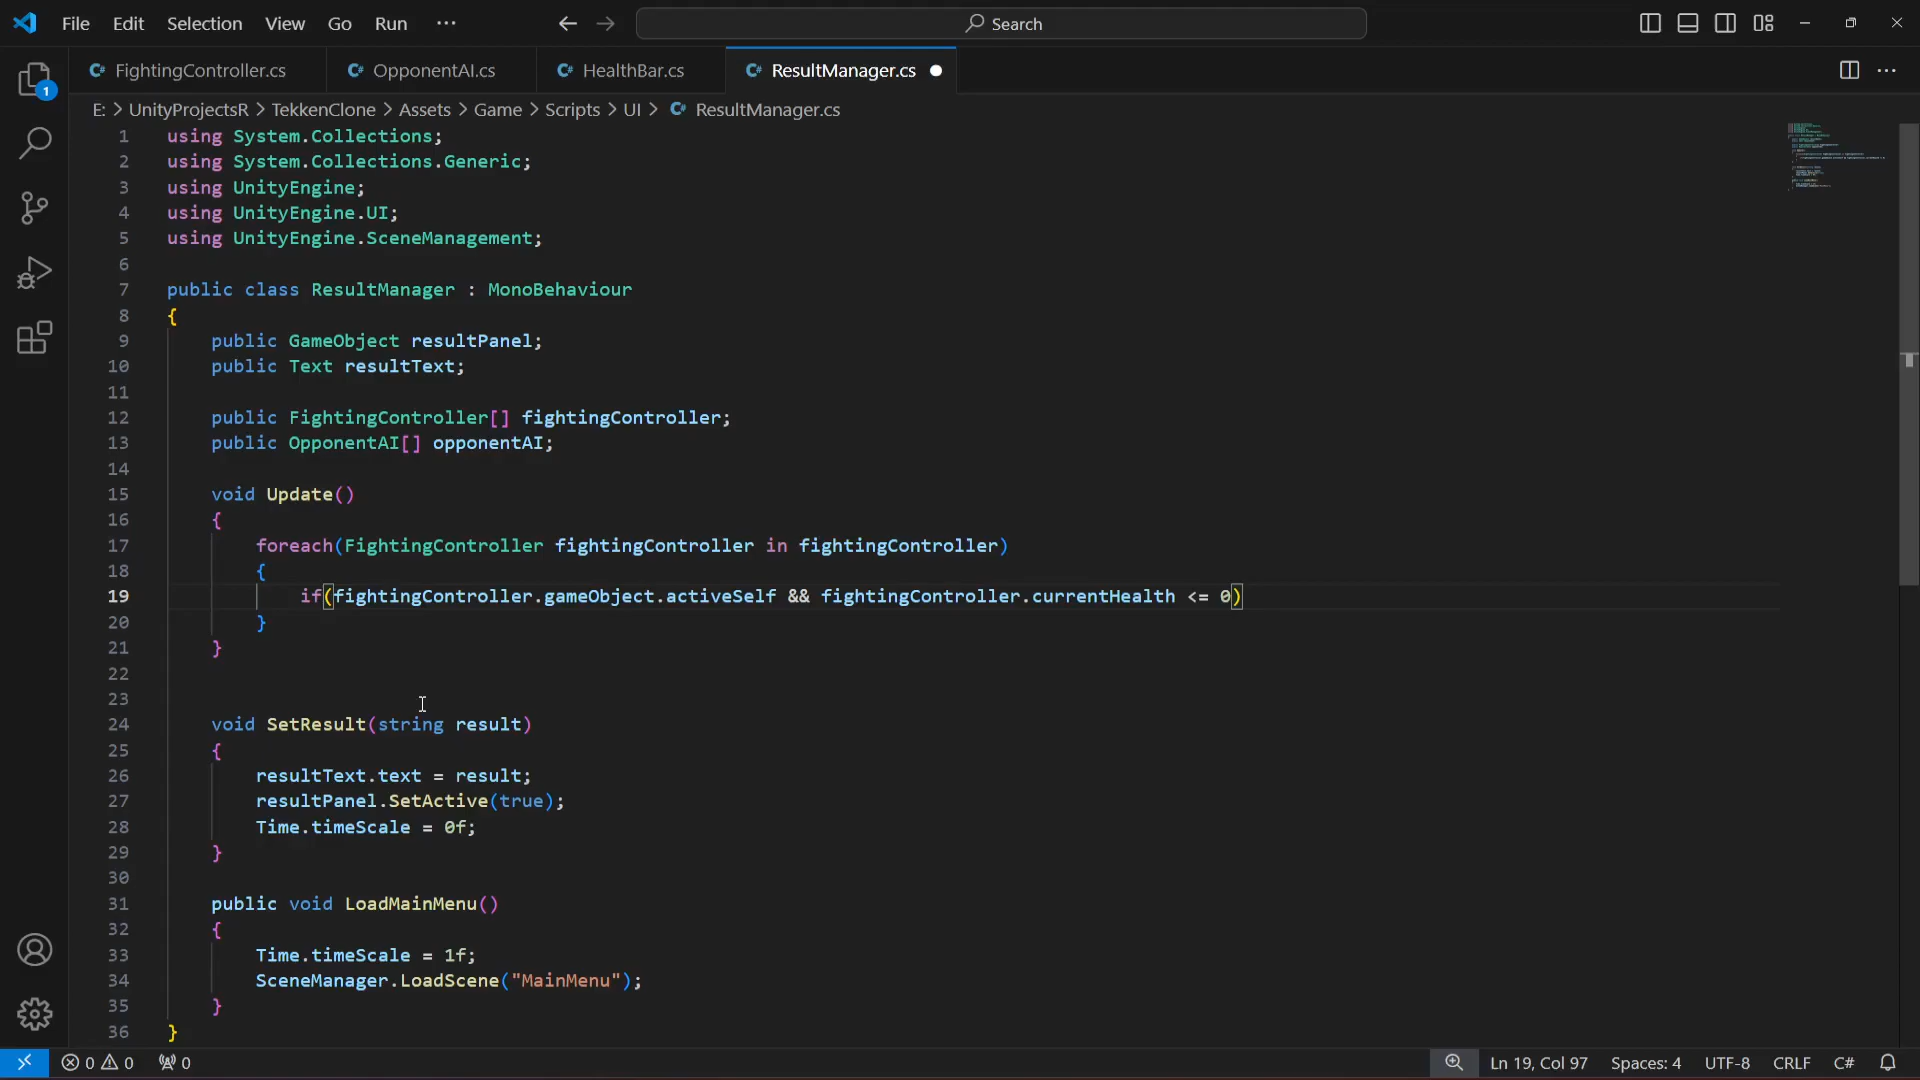 File Edit Selection View Go Run ··· Search
FightingController.cs OpponentAI.cs HealthBar.cs ResultManager.cs
E: > UnityProjectsR > TekkenClone > Assets > Game > Scripts > UI > ResultManager.cs
1 using System.Collections;
2 using System.Collections.Generic;
3 using UnityEngine;
4 using UnityEngine.UI;
5 using UnityEngine.SceneManagement;
6
7 public class ResultManager : MonoBehaviour
8 {
9 public GameObject resultPanel;
10 public Text resultText;
11
12 public FightingController[] fightingController;
13 public OpponentAI[] opponentAI;
14
15 void Update()
16 {
17 foreach(FightingController fightingController in fightingController)
18 {
19 if(fightingController.gameObject.activeSelf && fightingController.currentHealth <= 0)
20 }
21 }
22
23
24 void SetResult(string result)
25 {
26 resultText.text = result;
27 resultPanel.SetActive(true);
28 Time.timeScale = 0f;
29 }
30
31 public void LoadMainMenu()
32 {
33 Time.timeScale = 1f;
34 SceneManager.LoadScene("MainMenu");
35 }
36 }
1
0 0 0 Ln 19, Col 97 Spaces: 4 UTF-8 CRLF C#